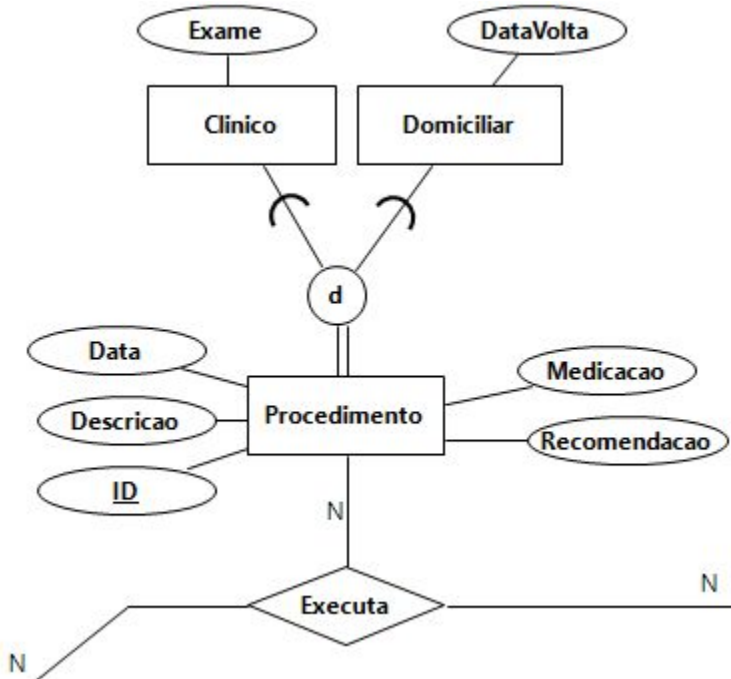 Exame
DataVolta
Clinico
Domiciliar
d
Data
Medicacao
Procedimento
Descricao
Recomendacao
ID
N
Executa
N
N